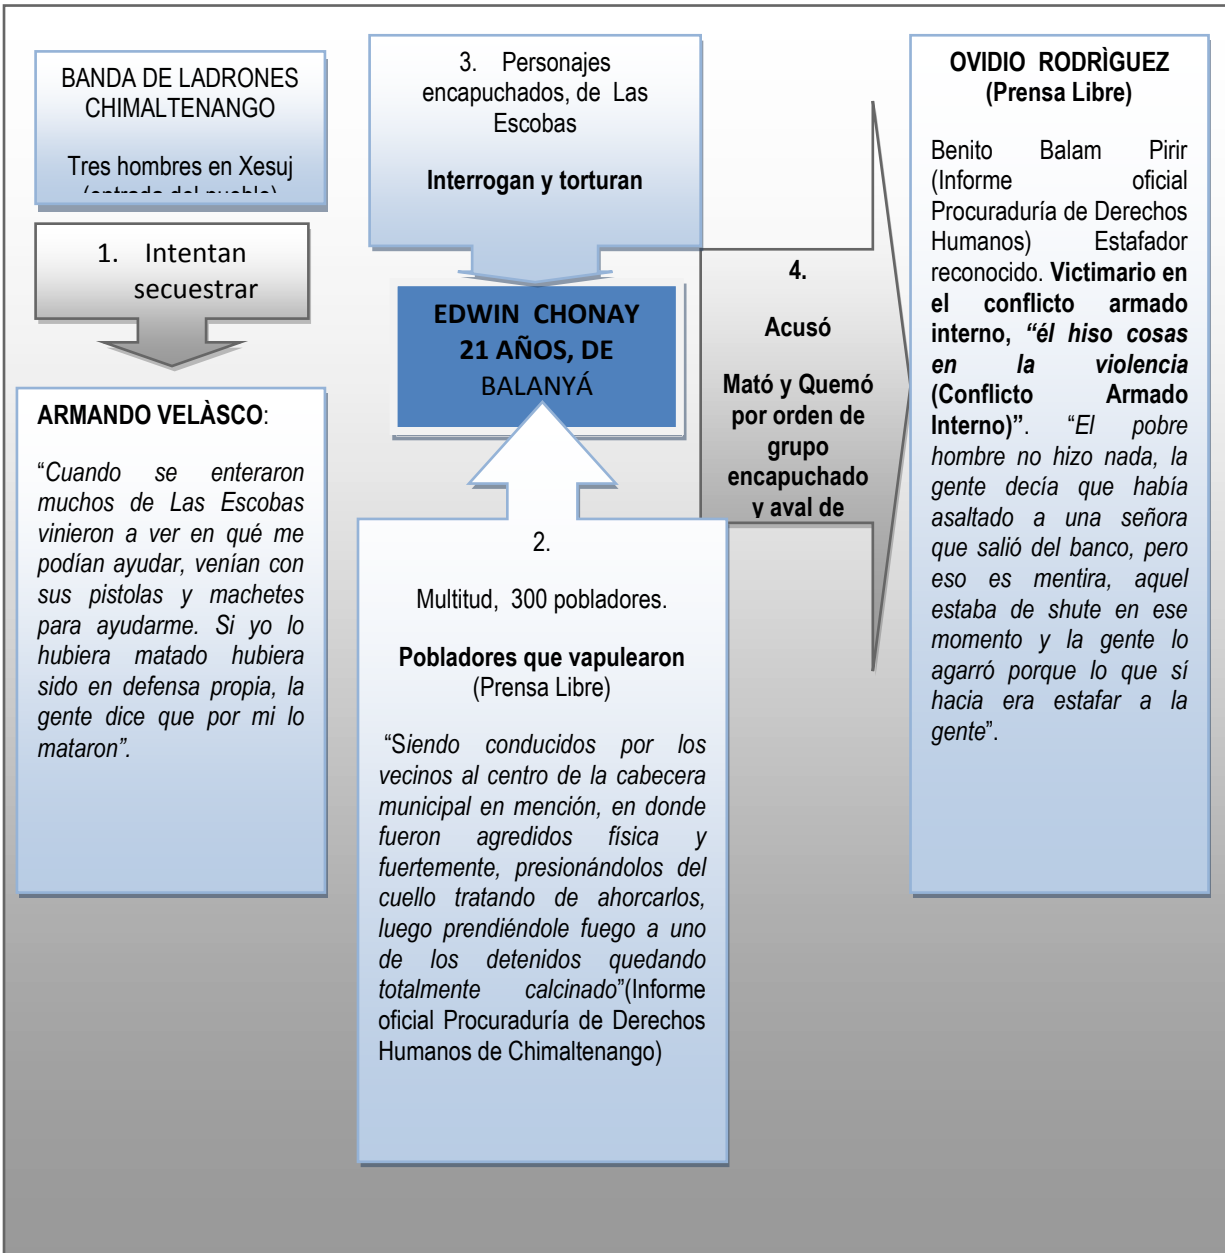 BANDA DE LADRONES
CHIMALTENANGO
Tres hombres en Xesuj
1. Intentan
secuestrar
ARMANDO VELÀSCO:
“Cuando se enteraron
muchos de Las Escobas
vinieron a ver en qué me
podían ayudar, venían con
sus pistolas y machetes
para ayudarme. Si yo lo
hubiera matado hubiera
sido en defensa propia, la
gente dice que por mi lo
mataron”.
3. Personajes
encapuchados, de Las
Escobas
Interrogan y torturan
EDWIN CHONAY
21 AÑOS, DE
BALANYÁ
2.
Multitud, 300 pobladores.
Pobladores que vapulearon
(Prensa Libre)
“Siendo conducidos por los
vecinos al centro de la cabecera
municipal en mención, en donde
fueron agredidos física y
fuertemente, presionándolos del
cuello tratando de ahorcarlos,
luego prendiéndole fuego a uno
de los detenidos quedando
totalmente calcinado”(Informe
oficial Procuraduría de Derechos
Humanos de Chimaltenango)
4.
Acusó
Mató y Quemó
por orden de
grupo
encapuchado
y aval de
OVIDIO RODRÌGUEZ
(Prensa Libre)
Benito Balam Pirir
(Informe oficial
Procuraduría de Derechos
Humanos) Estafador
reconocido. Victimario en
el conflicto armado
interno, “él hiso cosas
en la violencia
(Conflicto Armado
Interno)”. “El pobre
hombre no hizo nada, la
gente decía que había
asaltado a una señora
que salió del banco, pero
eso es mentira, aquel
estaba de shute en ese
momento y la gente lo
agarró porque lo que sí
hacia era estafar a la
gente”.